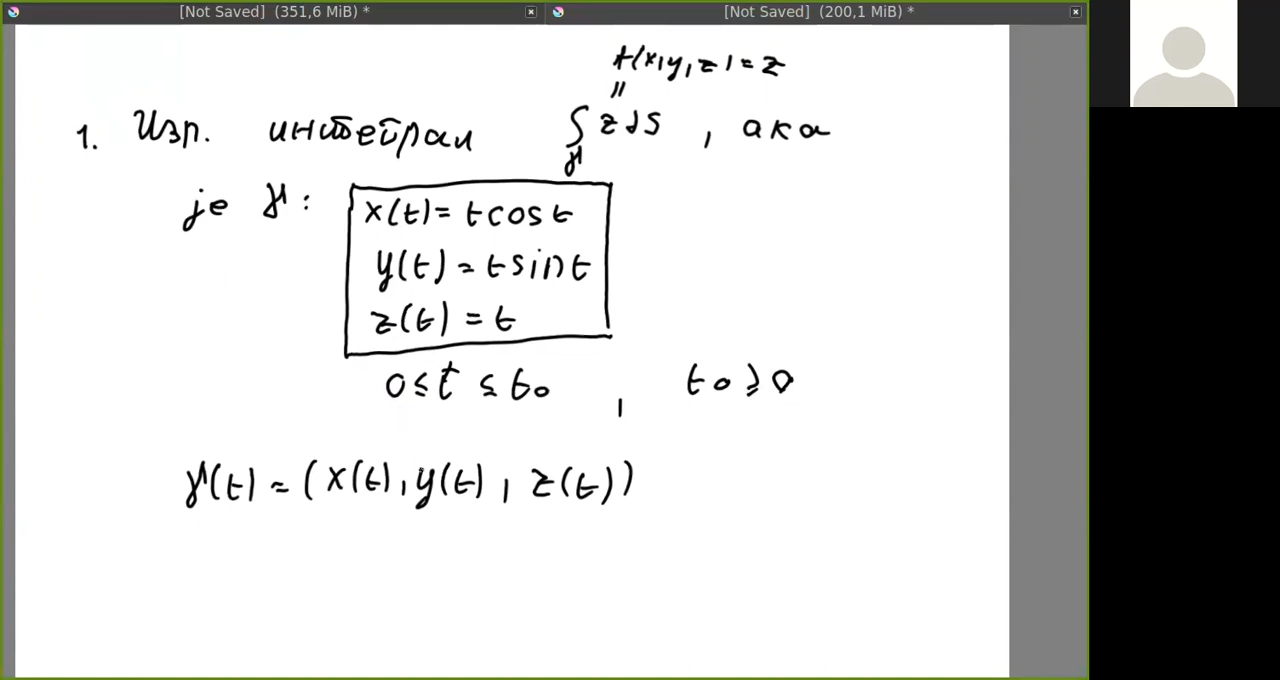 [Not Saved] (351,6 MiB) * [Not Saved] (200,1 MiB) *
f(x,y,z)=z
"
1. Изр. интеграл ∫γ z dS , ако
је γ:
x(t)= t cos t
y(t) = t sin t
z(t) = t
0 ≤ t ≤ t₀ , t₀ ≥ 0
γ(t) = (x(t), y(t), z(t))